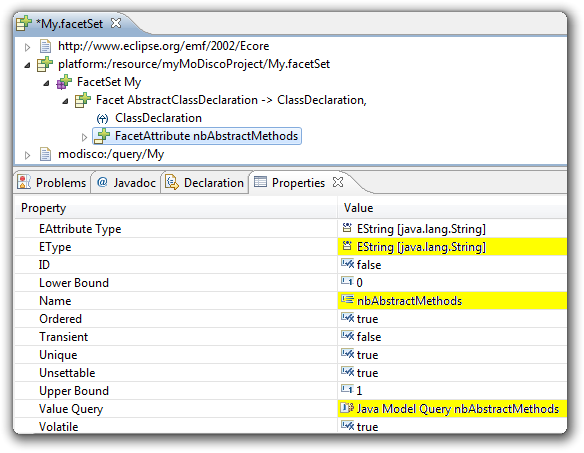 *My.facetSet
http://www.eclipse.org/emf/2002/Ecore
platform:/resource/myMoDiscoProject/My.facetSet
FacetSet My
Facet AbstractClassDeclaration -> ClassDeclaration,
ClassDeclaration
FacetAttribute nbAbstractMethods
modisco:/query/My
Problems @ Javadoc Declaration Properties
Property Value
EAttribute Type EString [java.lang.String]
EType EString [java.lang.String]
ID false
Lower Bound 0
Name nbAbstractMethods
Ordered true
Transient false
Unique true
Unsettable true
Upper Bound 1
Value Query Java Model Query nbAbstractMethods
Volatile true